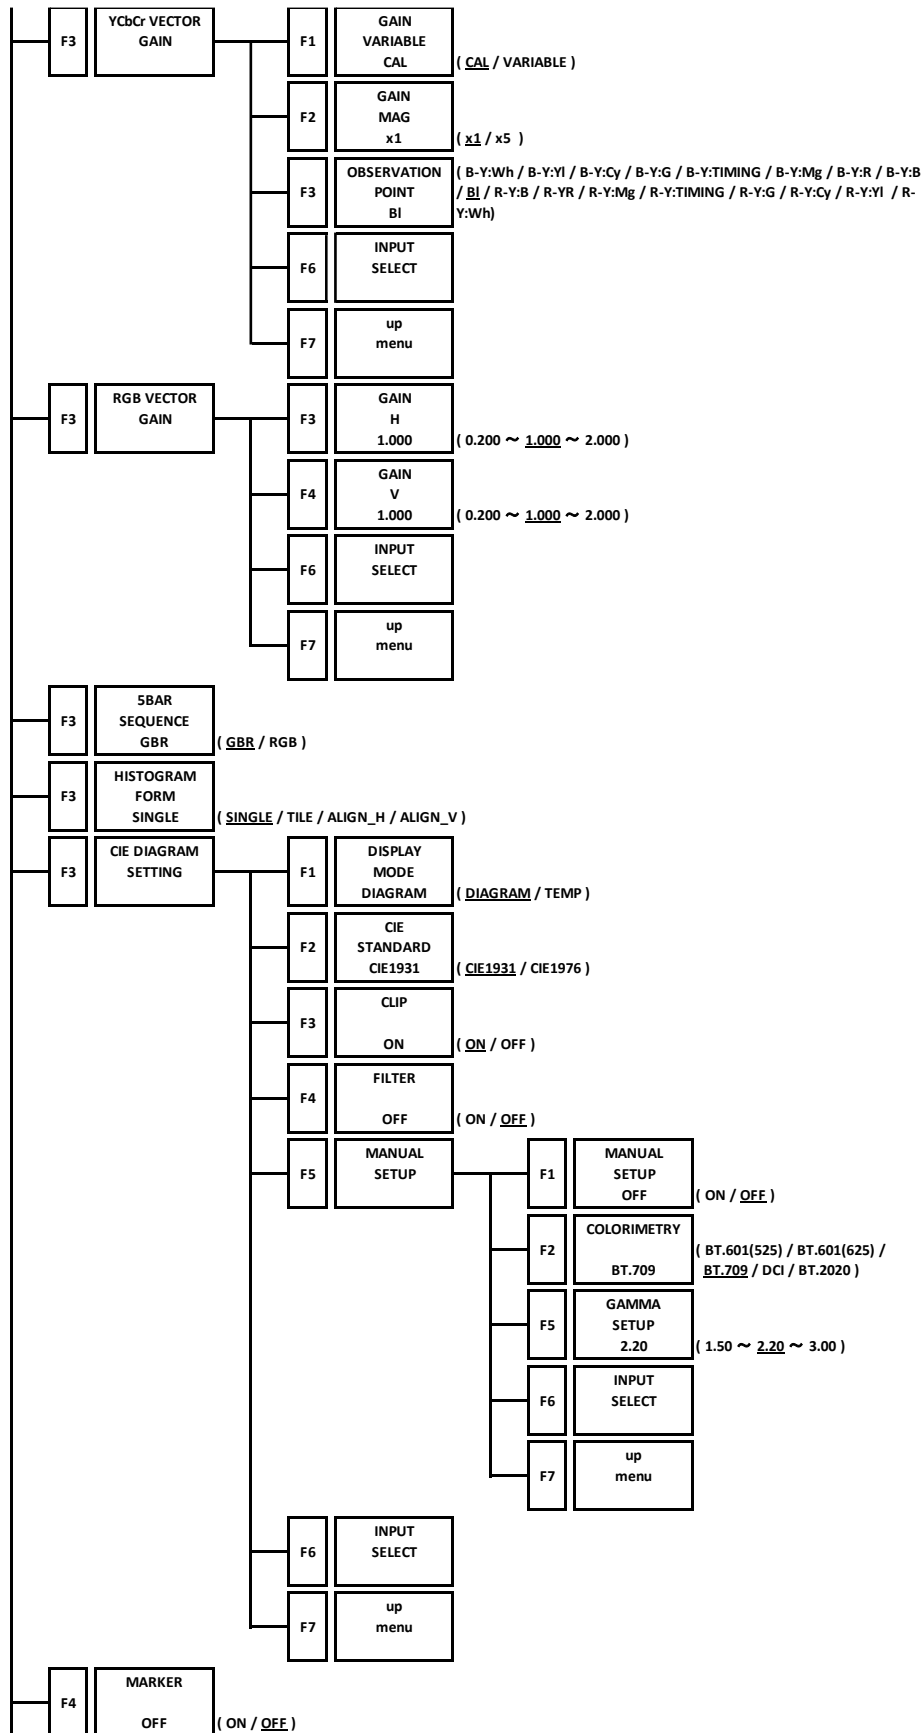 F3
YCbCr VECTOR
GAIN
F1
GAIN
VARIABLE
CAL
( CAL / VARIABLE )
F2
GAIN
MAG
x1
( x1 / x5 )
F3
OBSERVATION
POINT
Bl
( B-Y:Wh / B-Y:Yl / B-Y:Cy / B-Y:G / B-Y:TIMING / B-Y:Mg / B-Y:R / B-Y:B
/ Bl / R-Y:B / R-YR / R-Y:Mg / R-Y:TIMING / R-Y:G / R-Y:Cy / R-Y:Yl / R-
Y:Wh)
F6
INPUT
SELECT
F7
up
menu
F3
RGB VECTOR
GAIN
F3
GAIN
H
1.000
( 0.200 ～ 1.000 ～ 2.000 )
F4
GAIN
V
1.000
( 0.200 ～ 1.000 ～ 2.000 )
F6
INPUT
SELECT
F7
up
menu
F3
5BAR
SEQUENCE
GBR
( GBR / RGB )
F3
HISTOGRAM
FORM
SINGLE
( SINGLE / TILE / ALIGN_H / ALIGN_V )
F3
CIE DIAGRAM
SETTING
F1
DISPLAY
MODE
DIAGRAM
( DIAGRAM / TEMP )
F2
CIE
STANDARD
CIE1931
( CIE1931 / CIE1976 )
F3
CLIP
ON
( ON / OFF )
F4
FILTER
OFF
( ON / OFF )
F5
MANUAL
SETUP
F1
MANUAL
SETUP
OFF
( ON / OFF )
F2
COLORIMETRY
BT.709
( BT.601(525) / BT.601(625) /
BT.709 / DCI / BT.2020 )
F5
GAMMA
SETUP
2.20
( 1.50 ～ 2.20 ～ 3.00 )
F6
INPUT
SELECT
F7
up
menu
F6
INPUT
SELECT
F7
up
menu
F4
MARKER
OFF
( ON / OFF )